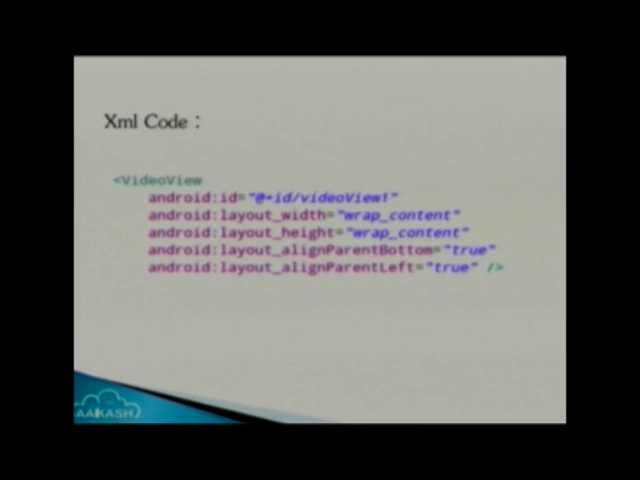 Xml Code :
<VideoView
android:id="@+id/videoView1"
android:layout_width="wrap_content"
android:layout_height="wrap_content"
android:layout_alignParentBottom="true"
android:layout_alignParentLeft="true" />
AAKASH